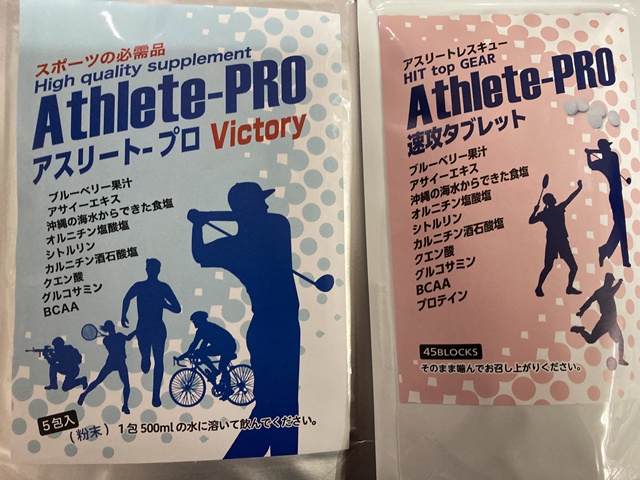 スポーツの必需品
High quality supplement
Athlete-PRO
アスリート-プロ Victory
ブルーベリー果汁
アサイーエキス
沖縄の海水からできた食塩
オルニチン塩酸塩
シトルリン
カルニチン酒石酸塩
クエン酸
グルコサミン
BCAA
5包入
(粉末) 1包500mlの水に溶いて飲んでください。
アスリートレスキュー
HIT top GEAR
Athlete-PRO
速攻タブレット
ブルーベリー果汁
アサイーエキス
沖縄の海水からできた食塩
オルニチン塩酸塩
シトルリン
カルニチン酒石酸塩
クエン酸
グルコサミン
BCAA
プロテイン
45BLOCKS
そのまま噛んでお召し上がりください。